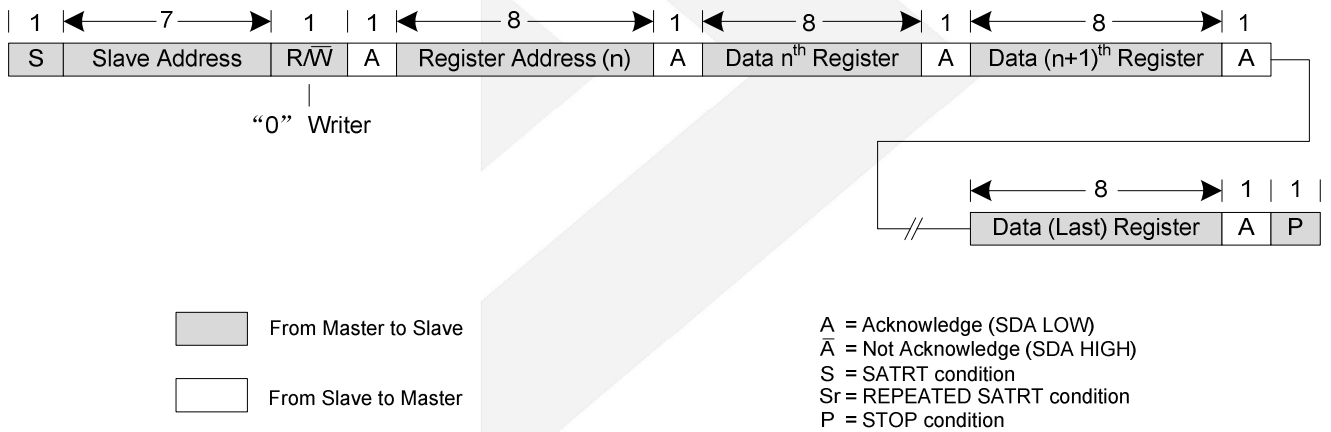 1 7 1 1 8 1 8 1 8 1
S Slave Address R/W̅ A Register Address (n) A Data nth Register A Data (n+1)th Register A
“0” Writer
8 1 1
Data (Last) Register A P
From Master to Slave
From Slave to Master
A = Acknowledge (SDA LOW)
A̅ = Not Acknowledge (SDA HIGH)
S = SATRT condition
Sr = REPEATED SATRT condition
P = STOP condition